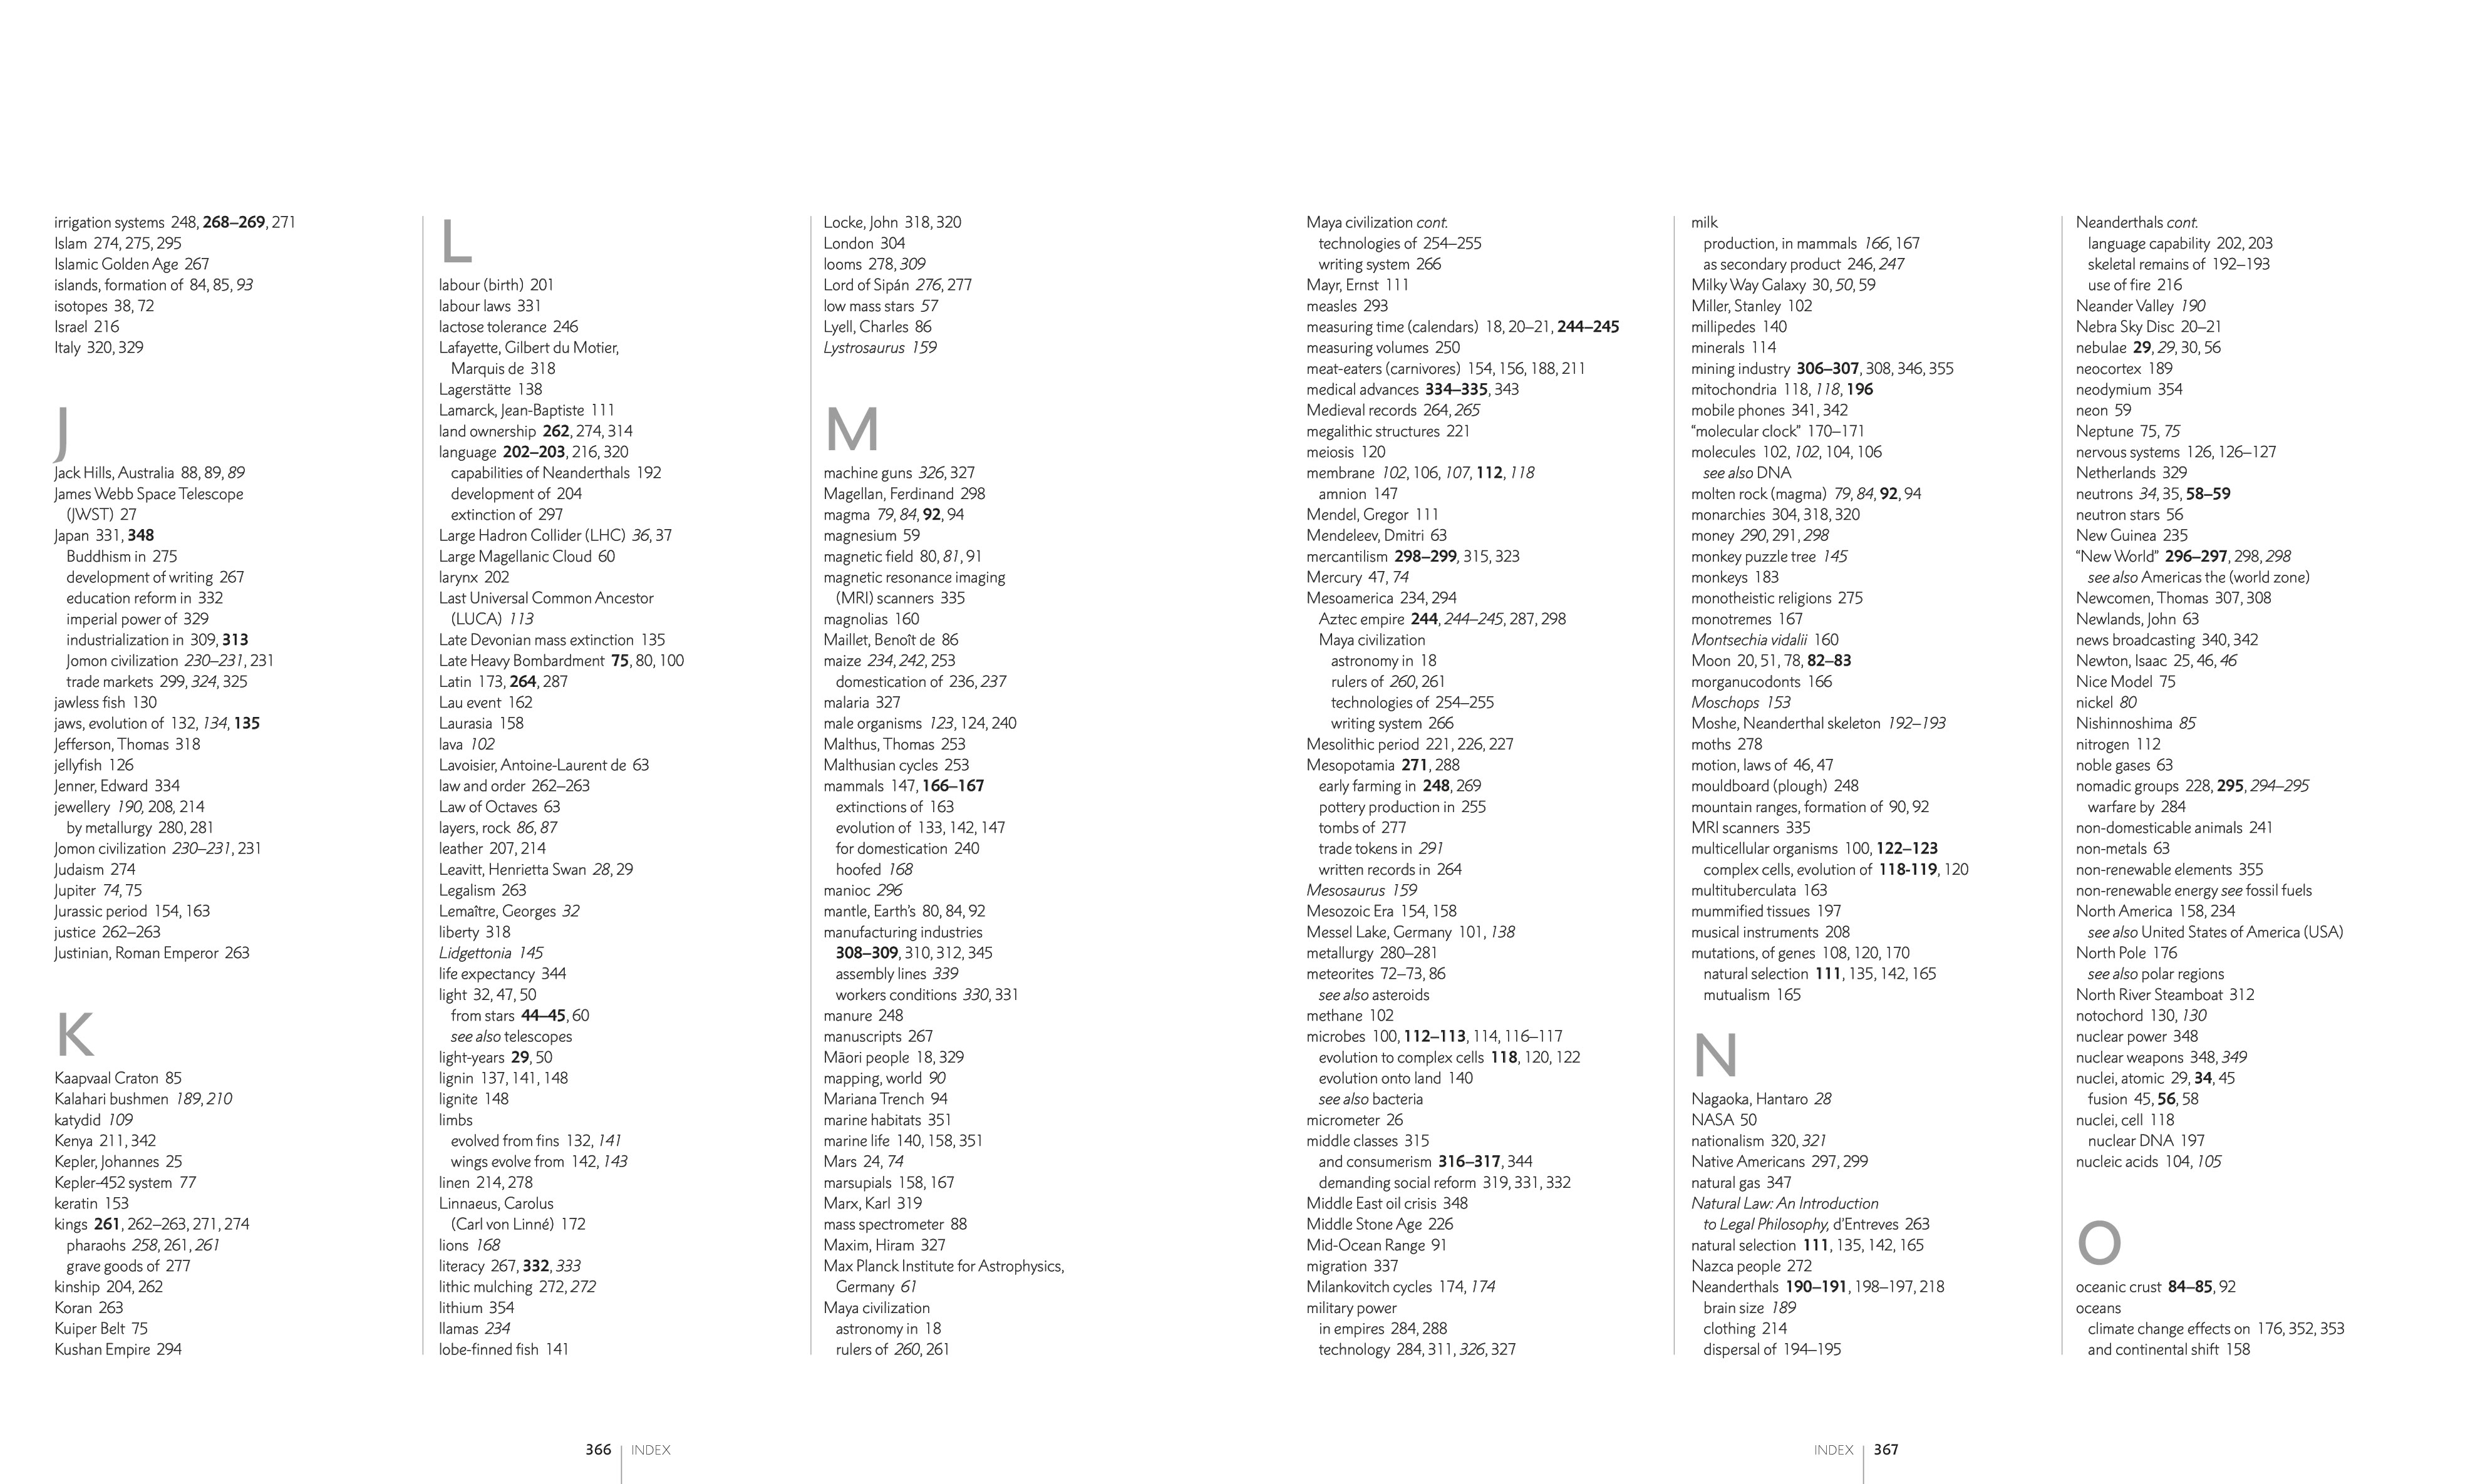 irrigation systems 248, 268–269, 271
Islam 274, 275, 295
Islamic Golden Age 267
islands, formation of 84, 85, 93
isotopes 38, 72
Israel 216
Italy 320, 329
J
Jack Hills, Australia 88, 89, 89
James Webb Space Telescope
(JWST) 27
Japan 331, 348
Buddhism in 275
development of writing 267
education reform in 332
imperial power of 329
industrialization in 309, 313
Jomon civilization 230–231, 231
trade markets 299, 324, 325
jawless fish 130
jaws, evolution of 132, 134, 135
Jefferson, Thomas 318
jellyfish 126
Jenner, Edward 334
jewellery 190, 208, 214
by metallurgy 280, 281
Jomon civilization 230–231, 231
Judaism 274
Jupiter 74, 75
Jurassic period 154, 163
justice 262–263
Justinian, Roman Emperor 263
K
Kaapvaal Craton 85
Kalahari bushmen 189, 210
katydid 109
Kenya 211, 342
Kepler, Johannes 25
Kepler-452 system 77
keratin 153
kings 261, 262–263, 271, 274
pharaohs 258, 261, 261
grave goods of 277
kinship 204, 262
Koran 263
Kuiper Belt 75
Kushan Empire 294
L
labour (birth) 201
labour laws 331
lactose tolerance 246
Lafayette, Gilbert du Motier,
Marquis de 318
Lagerstätte 138
Lamarck, Jean-Baptiste 111
land ownership 262, 274, 314
language 202–203, 216, 320
capabilities of Neanderthals 192
development of 204
extinction of 297
Large Hadron Collider (LHC) 36, 37
Large Magellanic Cloud 60
larynx 202
Last Universal Common Ancestor
(LUCA) 113
Late Devonian mass extinction 135
Late Heavy Bombardment 75, 80, 100
Latin 173, 264, 287
Lau event 162
Laurasia 158
lava 102
Lavoisier, Antoine-Laurent de 63
law and order 262–263
Law of Octaves 63
layers, rock 86, 87
leather 207, 214
Leavitt, Henrietta Swan 28, 29
Legalism 263
Lemaître, Georges 32
liberty 318
Lidgettonia 145
life expectancy 344
light 32, 47, 50
from stars 44–45, 60
see also telescopes
light-years 29, 50
lignin 137, 141, 148
lignite 148
limbs
evolved from fins 132, 141
wings evolve from 142, 143
linen 214, 278
Linnaeus, Carolus
(Carl von Linné) 172
lions 168
literacy 267, 332, 333
lithic mulching 272, 272
lithium 354
llamas 234
lobe-finned fish 141
Locke, John 318, 320
London 304
looms 278, 309
Lord of Sipán 276, 277
low mass stars 57
Lyell, Charles 86
Lystrosaurus 159
M
machine guns 326, 327
Magellan, Ferdinand 298
magma 79, 84, 92, 94
magnesium 59
magnetic field 80, 81, 91
magnetic resonance imaging
(MRI) scanners 335
magnolias 160
Maillet, Benoît de 86
maize 234, 242, 253
domestication of 236, 237
malaria 327
male organisms 123, 124, 240
Malthus, Thomas 253
Malthusian cycles 253
mammals 147, 166–167
extinctions of 163
evolution of 133, 142, 147
for domestication 240
hoofed 168
manioc 296
mantle, Earth's 80, 84, 92
manufacturing industries
308–309, 310, 312, 345
assembly lines 339
workers conditions 330, 331
manure 248
manuscripts 267
Māori people 18, 329
mapping, world 90
Mariana Trench 94
marine habitats 351
marine life 140, 158, 351
Mars 24, 74
marsupials 158, 167
Marx, Karl 319
mass spectrometer 88
Maxim, Hiram 327
Max Planck Institute for Astrophysics,
Germany 61
Maya civilization
astronomy in 18
rulers of 260, 261
366 INDEX
Maya civilization cont.
technologies of 254–255
writing system 266
Mayr, Ernst 111
measles 293
measuring time (calendars) 18, 20–21, 244–245
measuring volumes 250
meat-eaters (carnivores) 154, 156, 188, 211
medical advances 334–335, 343
Medieval records 264, 265
megalithic structures 221
meiosis 120
membrane 102, 106, 107, 112, 118
amnion 147
Mendel, Gregor 111
Mendeleev, Dmitri 63
mercantilism 298–299, 315, 323
Mercury 47, 74
Mesoamerica 234, 294
Aztec empire 244, 244–245, 287, 298
Maya civilization
astronomy in 18
rulers of 260, 261
technologies of 254–255
writing system 266
Mesolithic period 221, 226, 227
Mesopotamia 271, 288
early farming in 248, 269
pottery production in 255
tombs of 277
trade tokens in 291
written records in 264
Mesosaurus 159
Mesozoic Era 154, 158
Messel Lake, Germany 101, 138
metallurgy 280–281
meteorites 72–73, 86
see also asteroids
methane 102
microbes 100, 112–113, 114, 116–117
evolution to complex cells 118, 120, 122
evolution onto land 140
see also bacteria
micrometer 26
middle classes 315
and consumerism 316–317, 344
demanding social reform 319, 331, 332
Middle East oil crisis 348
Middle Stone Age 226
Mid-Ocean Range 91
migration 337
Milankovitch cycles 174, 174
military power
in empires 284, 288
technology 284, 311, 326, 327
milk
production, in mammals 166, 167
as secondary product 246, 247
Milky Way Galaxy 30, 50, 59
Miller, Stanley 102
millipedes 140
minerals 114
mining industry 306–307, 308, 346, 355
mitochondria 118, 118, 196
mobile phones 341, 342
“molecular clock” 170–171
molecules 102, 102, 104, 106
see also DNA
molten rock (magma) 79, 84, 92, 94
monarchies 304, 318, 320
money 290, 291, 298
monkey puzzle tree 145
monkeys 183
monotheistic religions 275
monotremes 167
Montsechia vidalii 160
Moon 20, 51, 78, 82–83
morganucodonts 166
Moschops 153
Moshe, Neanderthal skeleton 192–193
moths 278
motion, laws of 46, 47
mouldboard (plough) 248
mountain ranges, formation of 90, 92
MRI scanners 335
multicellular organisms 100, 122–123
complex cells, evolution of 118-119, 120
multituberculata 163
mummified tissues 197
musical instruments 208
mutations, of genes 108, 120, 170
natural selection 111, 135, 142, 165
mutualism 165
N
Nagaoka, Hantaro 28
NASA 50
nationalism 320, 321
Native Americans 297, 299
natural gas 347
Natural Law: An Introduction
to Legal Philosophy, d'Entreves 263
natural selection 111, 135, 142, 165
Nazca people 272
Neanderthals 190–191, 198–197, 218
brain size 189
clothing 214
dispersal of 194–195
Neanderthals cont.
language capability 202, 203
skeletal remains of 192–193
use of fire 216
Neander Valley 190
Nebra Sky Disc 20–21
nebulae 29, 29, 30, 56
neocortex 189
neodymium 354
neon 59
Neptune 75, 75
nervous systems 126, 126–127
Netherlands 329
neutrons 34, 35, 58–59
neutron stars 56
New Guinea 235
“New World” 296–297, 298, 298
see also Americas the (world zone)
Newcomen, Thomas 307, 308
Newlands, John 63
news broadcasting 340, 342
Newton, Isaac 25, 46, 46
Nice Model 75
nickel 80
Nishinnoshima 85
nitrogen 112
noble gases 63
nomadic groups 228, 295, 294–295
warfare by 284
non-domesticable animals 241
non-metals 63
non-renewable elements 355
non-renewable energy see fossil fuels
North America 158, 234
see also United States of America (USA)
North Pole 176
see also polar regions
North River Steamboat 312
notochord 130, 130
nuclear power 348
nuclear weapons 348, 349
nuclei, atomic 29, 34, 45
fusion 45, 56, 58
nuclei, cell 118
nuclear DNA 197
nucleic acids 104, 105
O
oceanic crust 84–85, 92
oceans
climate change effects on 176, 352, 353
and continental shift 158
INDEX 367